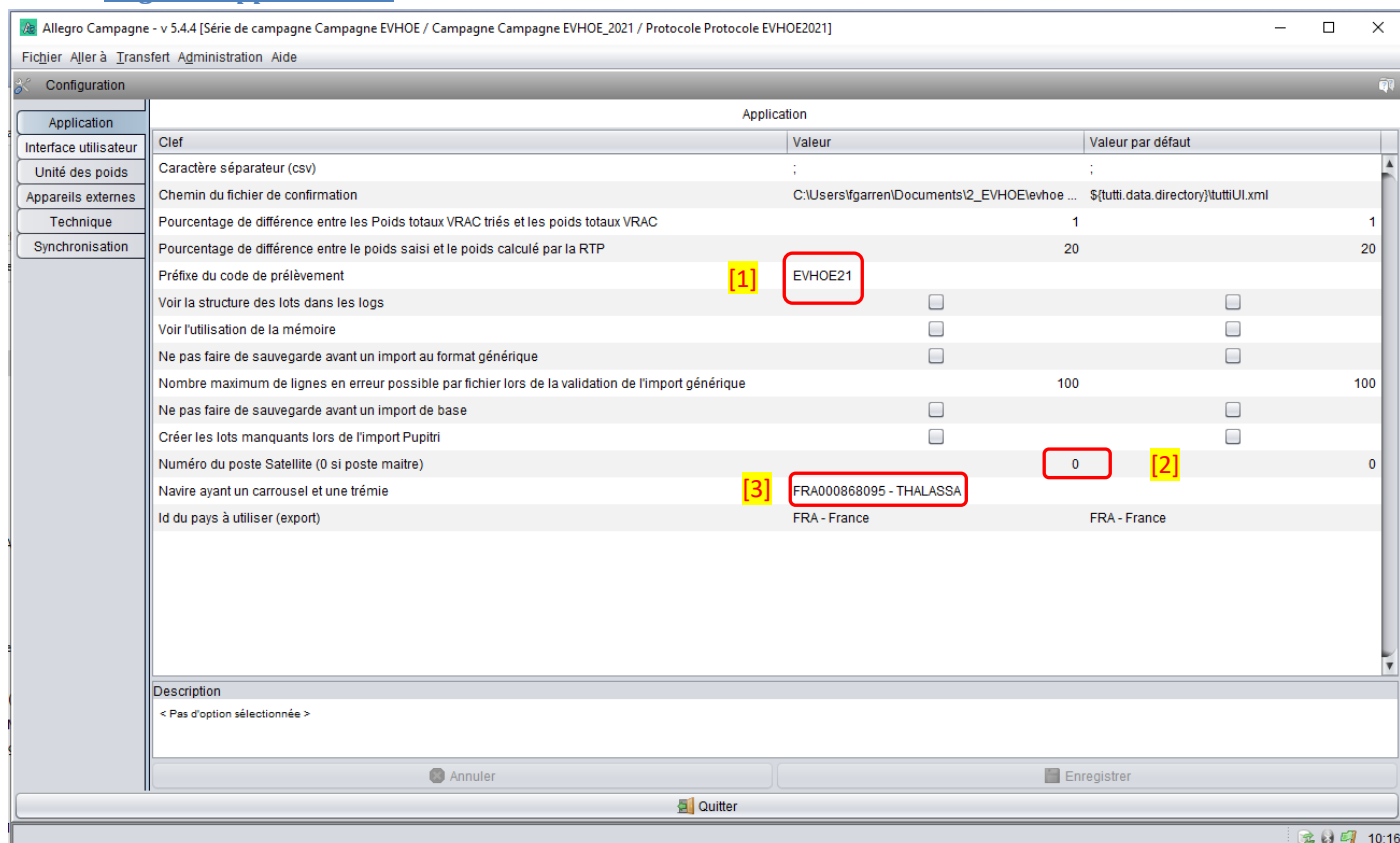 Allegro Campagne - v 5.4.4 [Série de campagne Campagne EVHOE / Campagne Campagne EVHOE_2021 / Protocole Protocole EVHOE2021]
Fichier Aller à Transfert Administration Aide
Configuration
Application
Interface utilisateur
Unité des poids
Appareils externes
Technique
Synchronisation
Application
Clef Valeur Valeur par défaut
Caractère séparateur (csv) ; ;
Chemin du fichier de confirmation C:\Users\fgarren\Documents\2_EVHOE\evhoe ... ${tutti.data.directory}\tuttiUI.xml
Pourcentage de différence entre les Poids totaux VRAC triés et les poids totaux VRAC 1 1
Pourcentage de différence entre le poids saisi et le poids calculé par la RTP 20 20
Préfixe du code de prélèvement [1] EVHOE21
Voir la structure des lots dans les logs
Voir l'utilisation de la mémoire
Ne pas faire de sauvegarde avant un import au format générique
Nombre maximum de lignes en erreur possible par fichier lors de la validation de l'import générique 100 100
Ne pas faire de sauvegarde avant un import de base
Créer les lots manquants lors de l'import Pupitri
Numéro du poste Satellite (0 si poste maitre) 0 [2] 0
Navire ayant un carrousel et une trémie [3] FRA000868095 - THALASSA
Id du pays à utiliser (export) FRA - France FRA - France
Description
< Pas d'option sélectionnée >
Annuler Enregistrer
Quitter
10:16